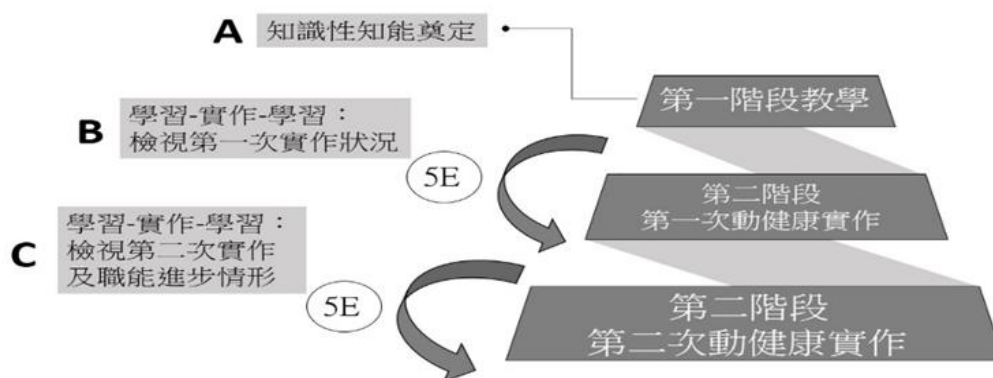 A
知識性知能奠定
第一階段教學
B
學習-實作-學習：
檢視第一次實作狀況
5E
第二階段
第一次動健康實作
C
學習-實作-學習：
檢視第二次實作
及職能進步情形
5E
第二階段
第二次動健康實作